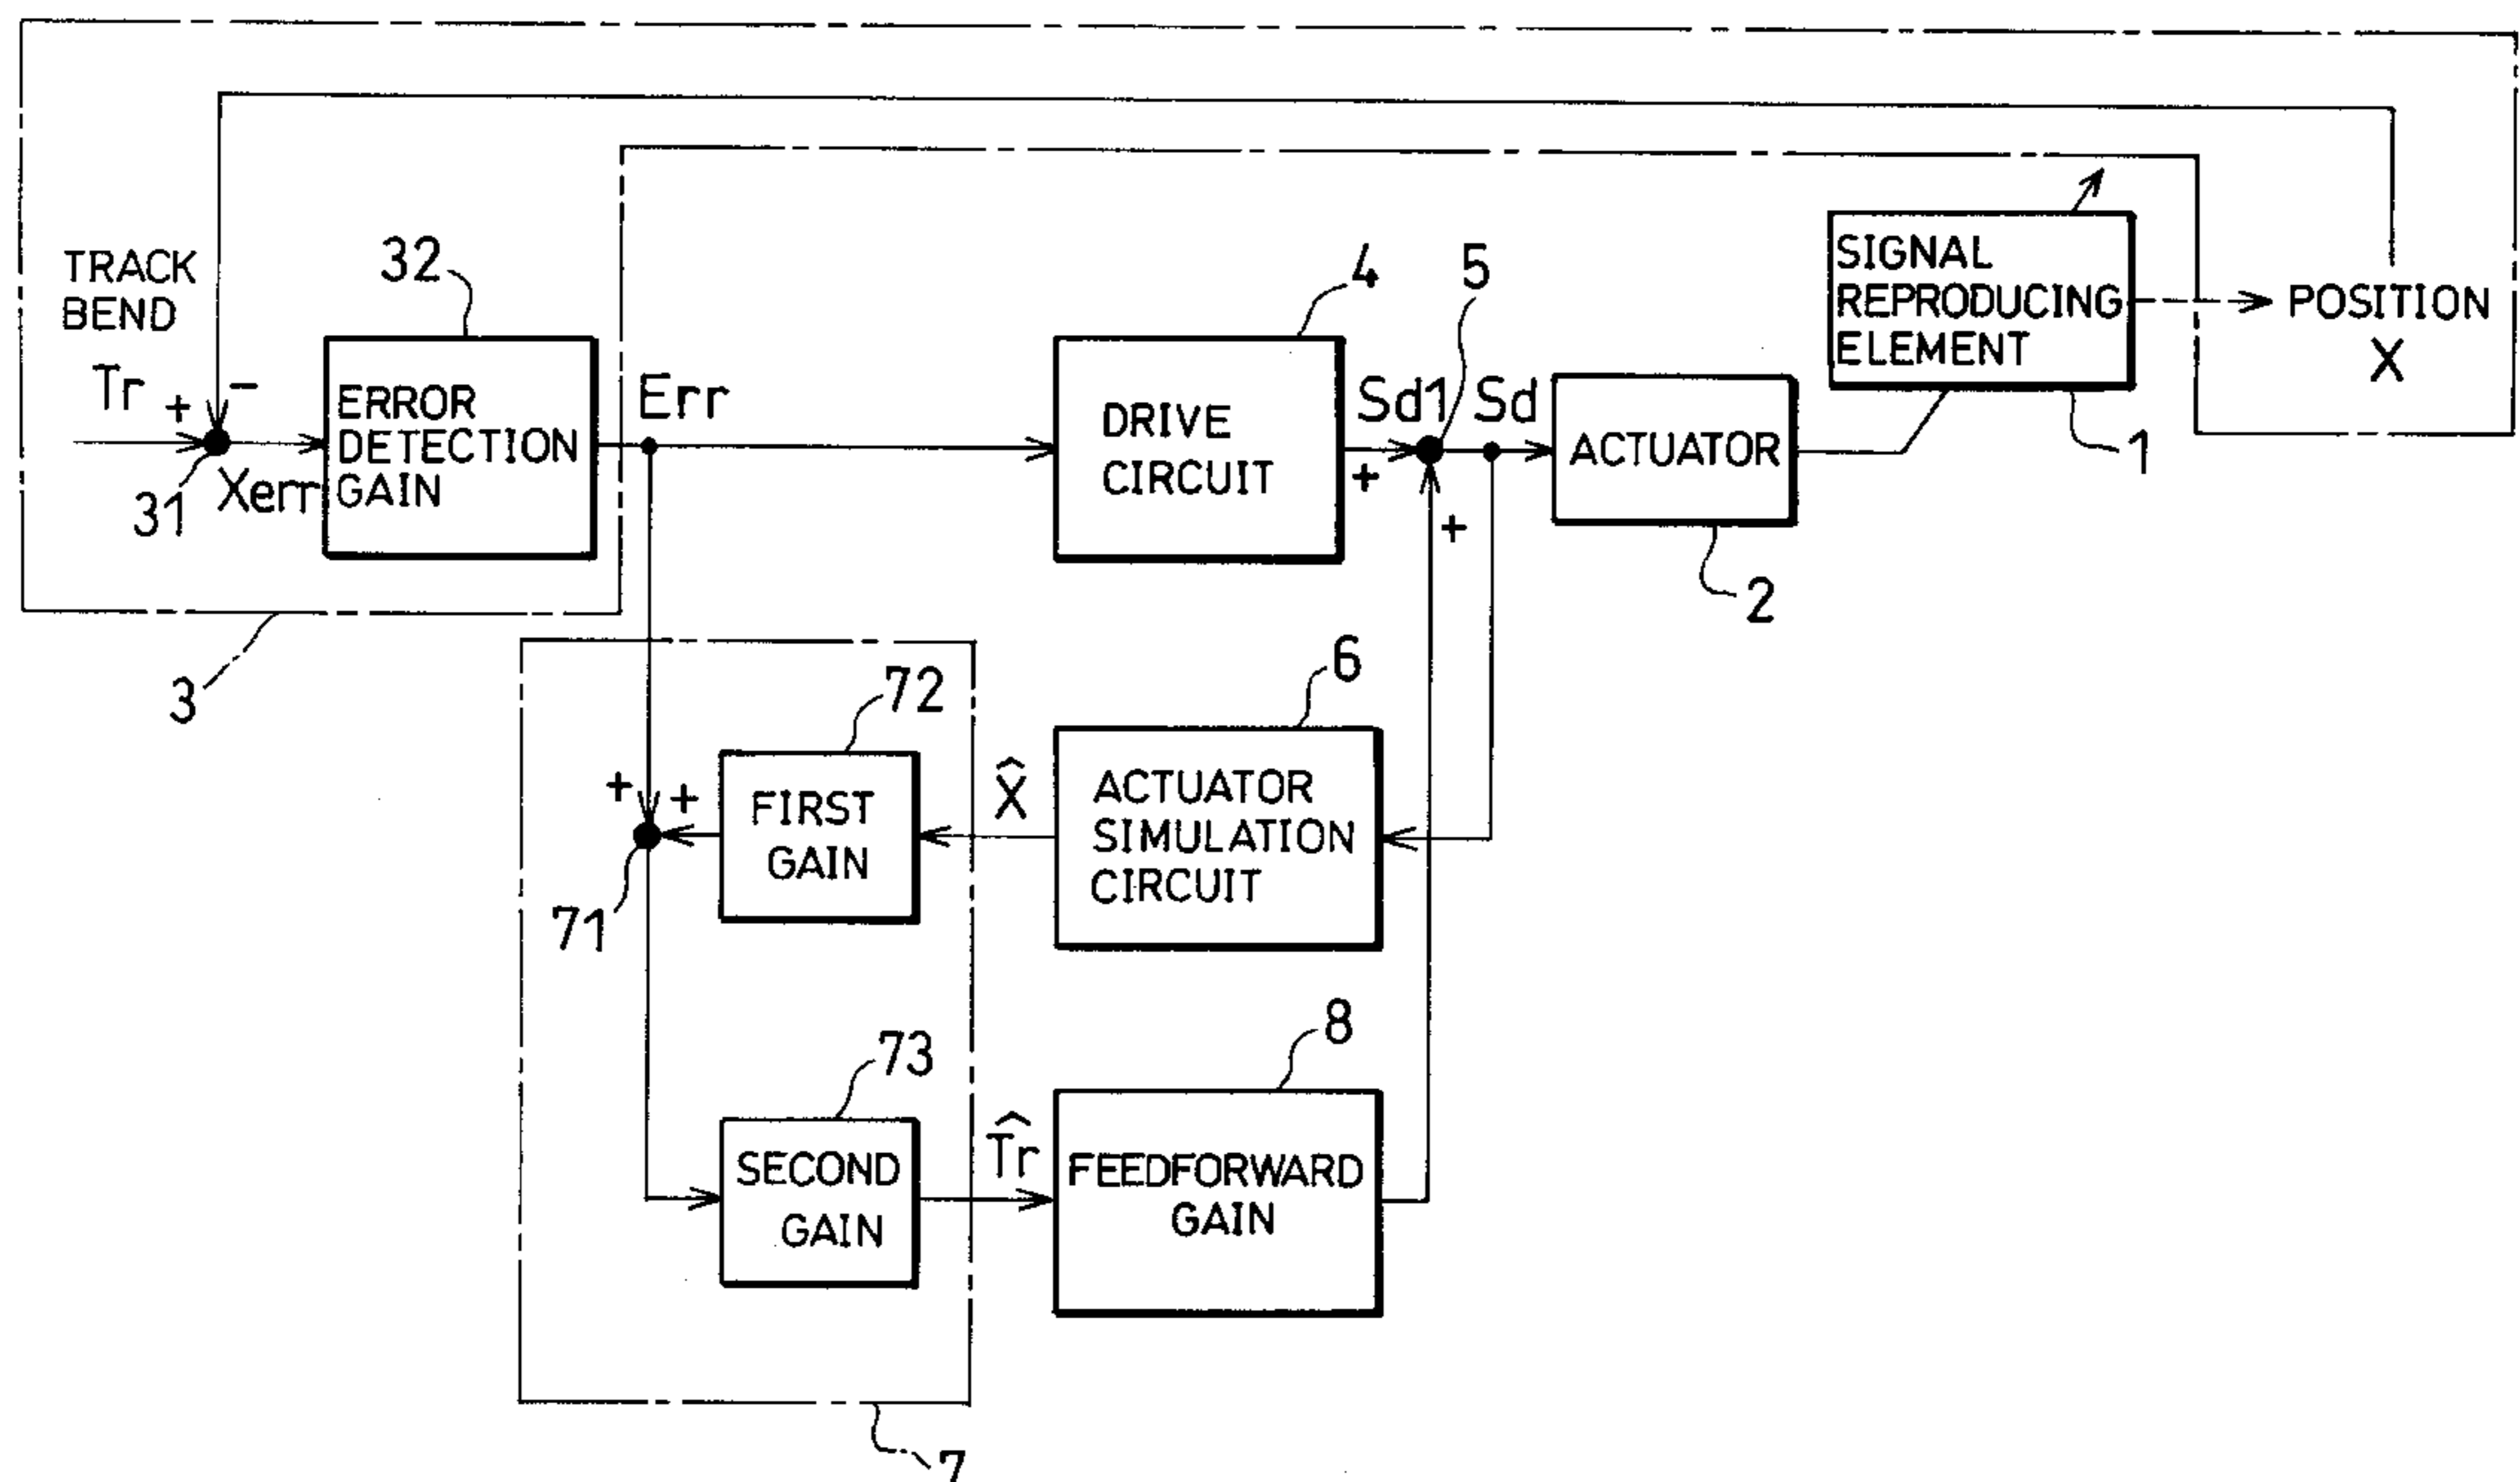 TRACK
BEND
Tr
+
-
31
Xerr
32
ERROR
DETECTION
GAIN
Err
3
4
DRIVE
CIRCUIT
Sd1
+
5
Sd
+
ACTUATOR
2
SIGNAL
REPRODUCING
ELEMENT
1
POSITION
X
72
FIRST
GAIN
+
+
71
X̂
6
ACTUATOR
SIMULATION
CIRCUIT
73
SECOND
GAIN
T̂r
8
FEEDFORWARD
GAIN
7